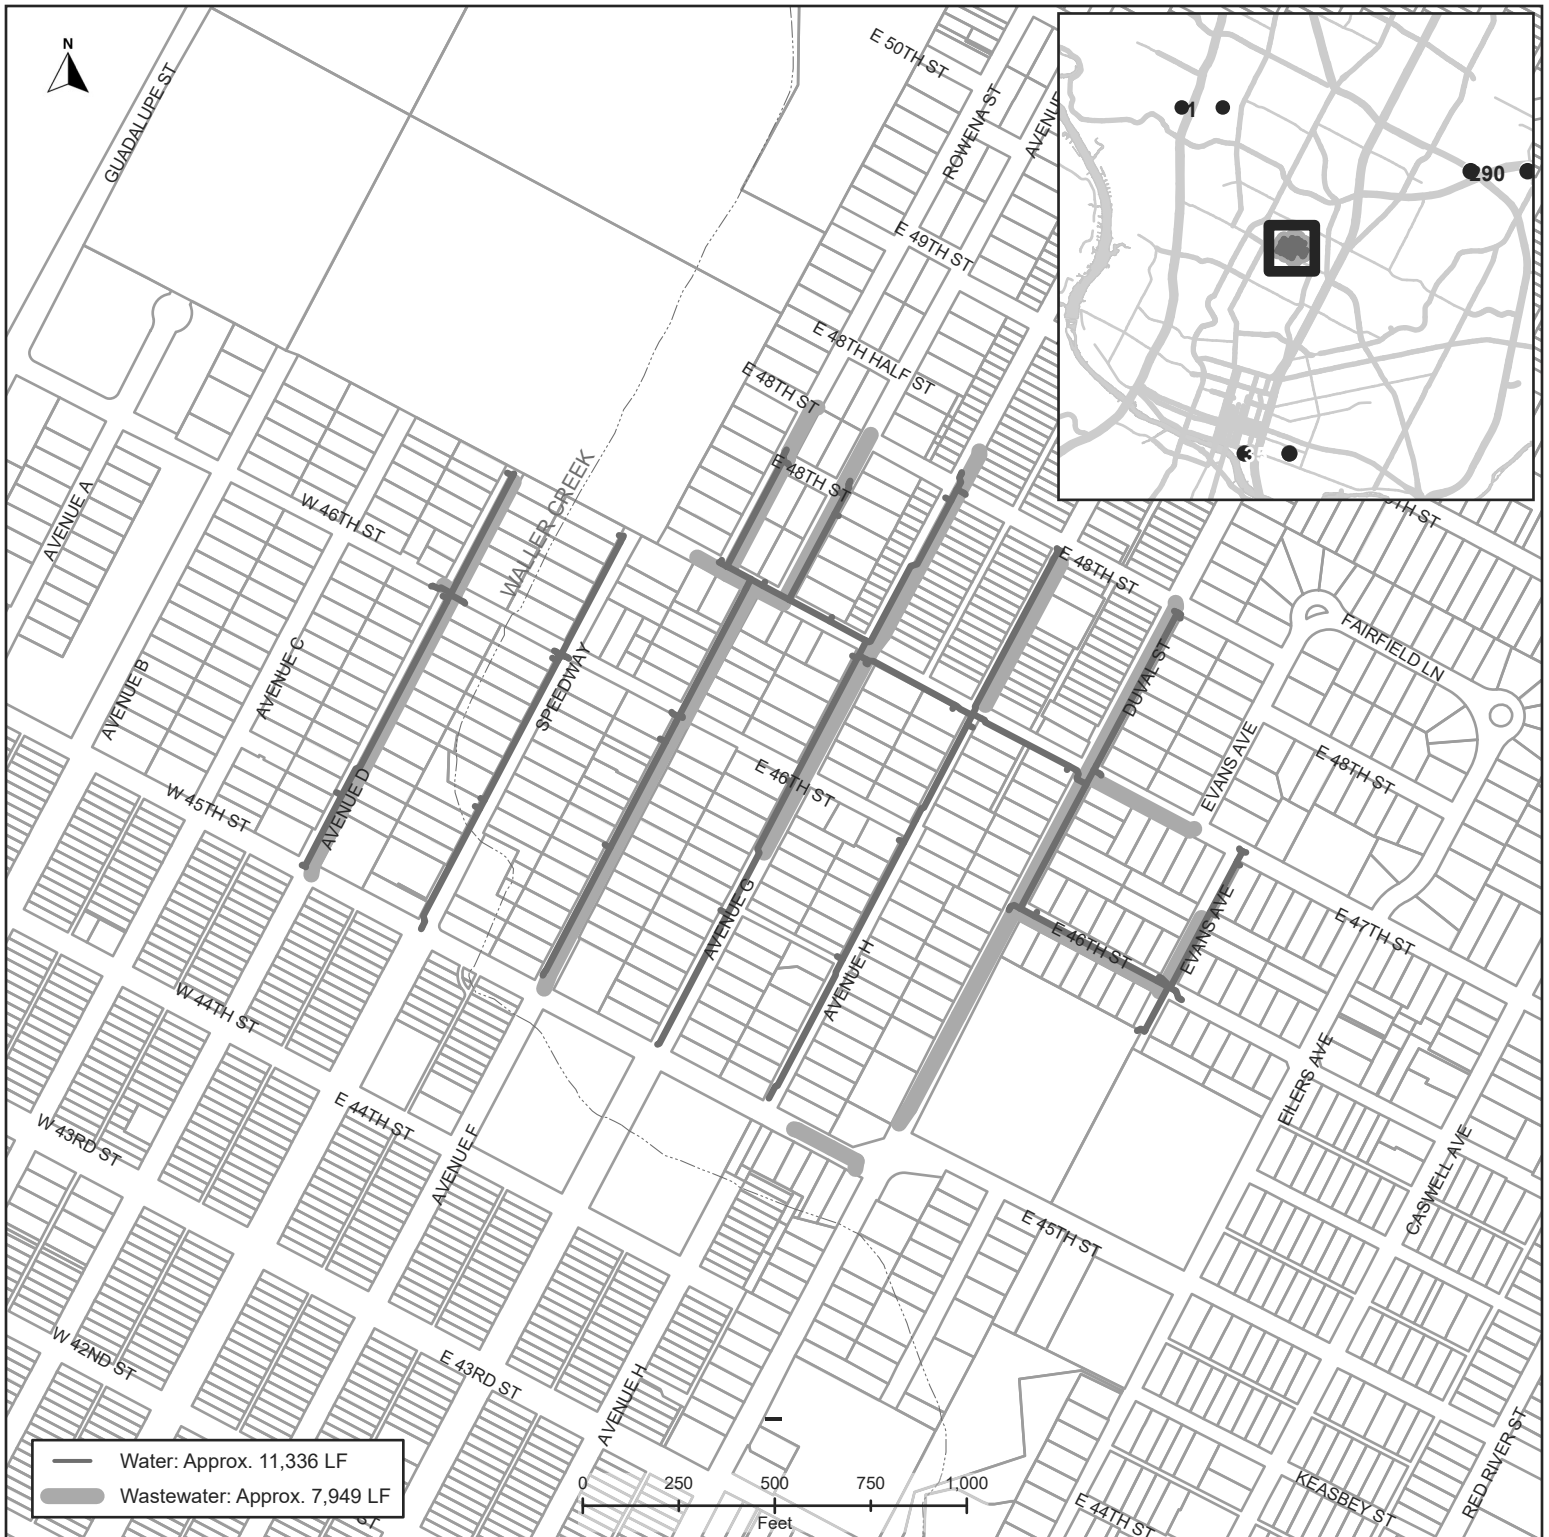 N
GUADALUPE ST
E 50TH ST
ROWENA ST
1
290
E 49TH ST
E 48TH HALF ST
E 48TH ST
E 48TH ST
WALLER CREEK
AVENUE A
W 46TH ST
E 48TH ST
FAIRFIELD LN
AVENUE C
AVENUE B
SPEEDWAY
DUVAL ST
EVANS AVE
E 48TH ST
E 46TH ST
W 45TH ST
AVENUE D
AVENUE G
AVENUE H
E 46TH ST
EVANS AVE
E 47TH ST
W 44TH ST
EILERS AVE
E 44TH ST
W 43RD ST
AVENUE F
CASWELL AVE
E 45TH ST
W 42ND ST
E 43RD ST
AVENUE H
RED RIVER ST
KEASBEY ST
E 44TH ST
Water: Approx. 11,336 LF
Wastewater: Approx. 7,949 LF
0 250 500 750 1,000
Feet